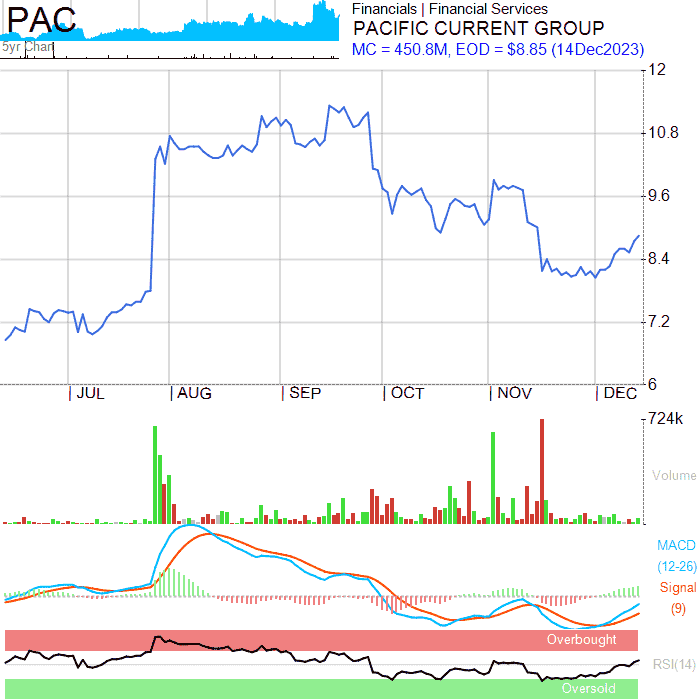 PAC
5yr Chart
Financials | Financial Services
PACIFIC CURRENT GROUP
MC = 450.8M, EOD = $8.85 (14Dec2023)
12
10.8
9.6
8.4
7.2
6
JUL
AUG
SEP
OCT
NOV
DEC
724k
Volume
MACD
(12-26)
Signal
(9)
Overbought
RSI(14)
Oversold